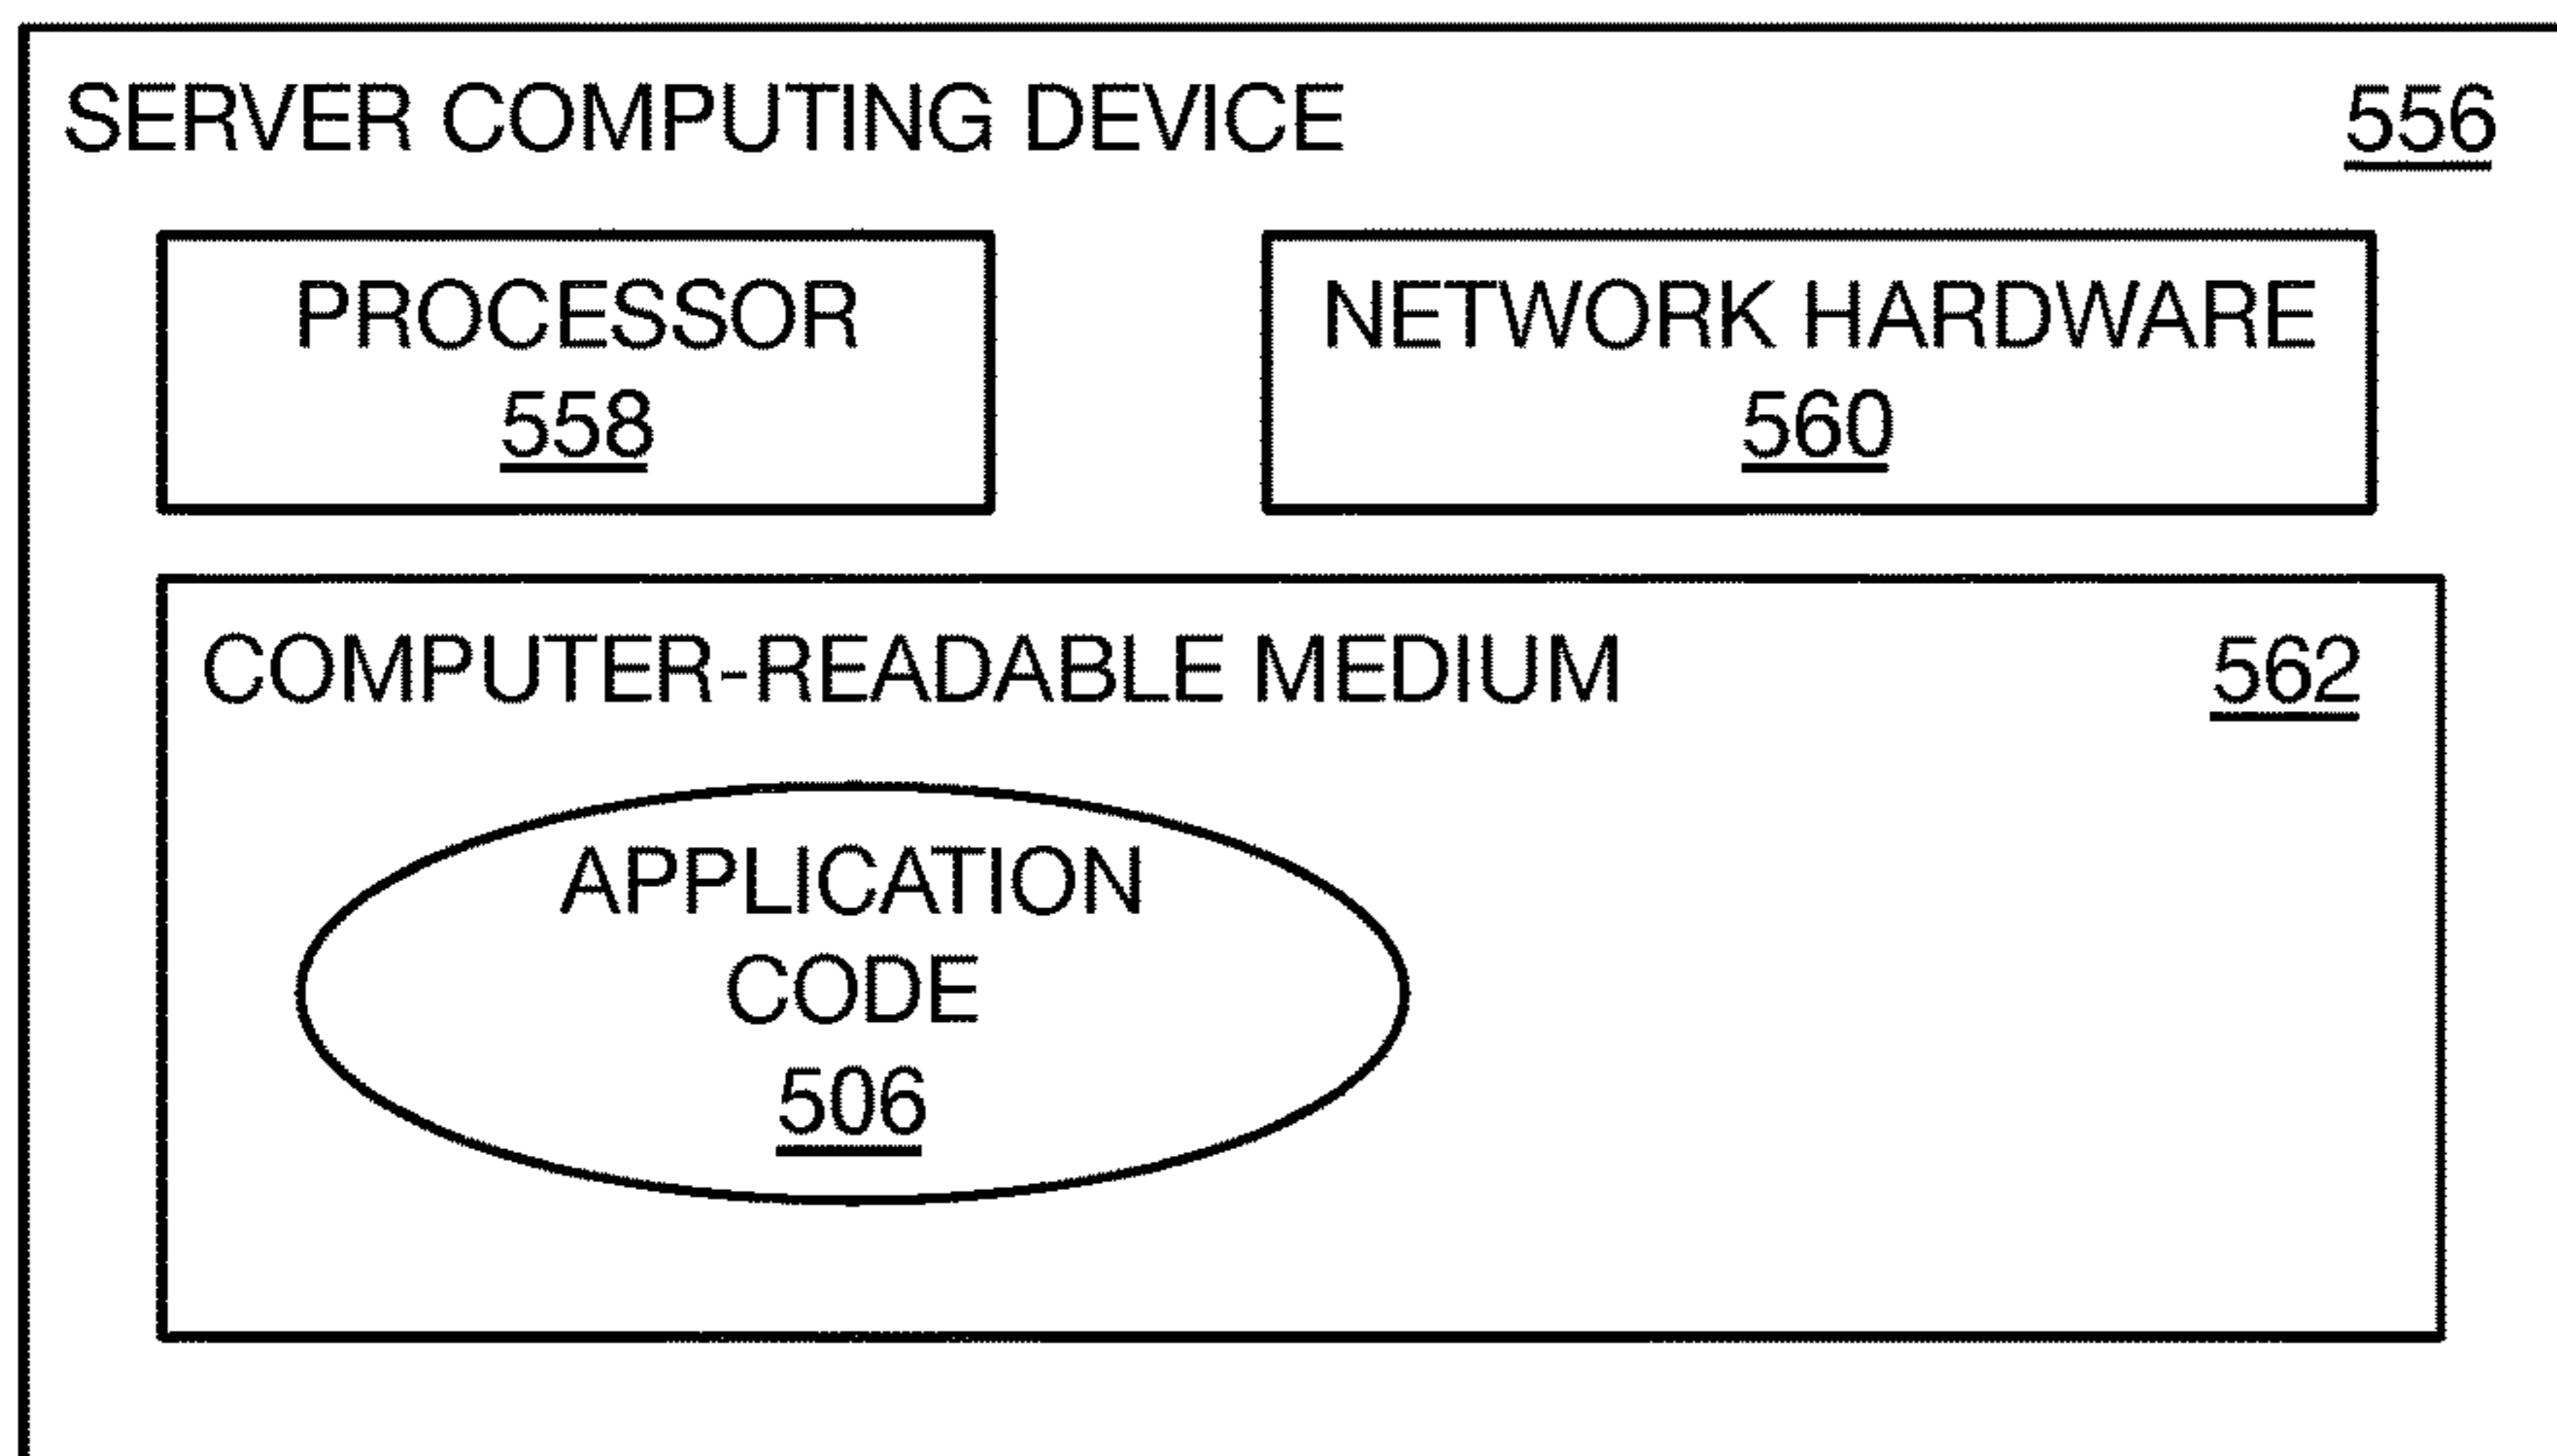 SERVER COMPUTING DEVICE 556
PROCESSOR
558
NETWORK HARDWARE
560
COMPUTER-READABLE MEDIUM 562
APPLICATION
CODE
506